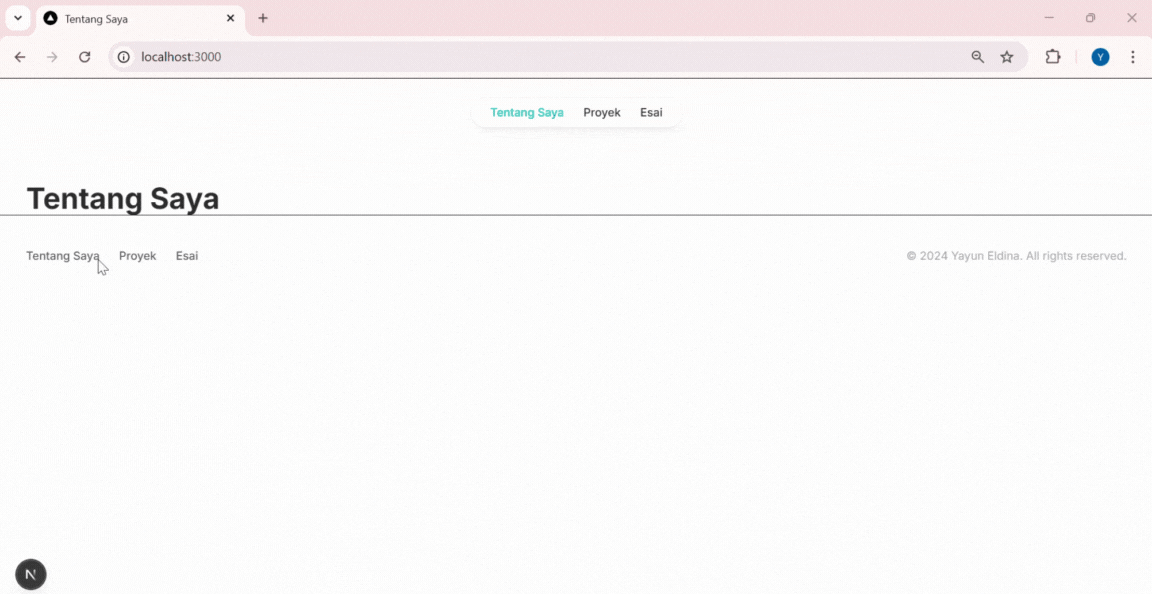 Tentang Saya
localhost:3000
Y
Tentang Saya Proyek Esai
Tentang Saya
Tentang Saya Proyek Esai © 2024 Yayun Eldina. All rights reserved.
N